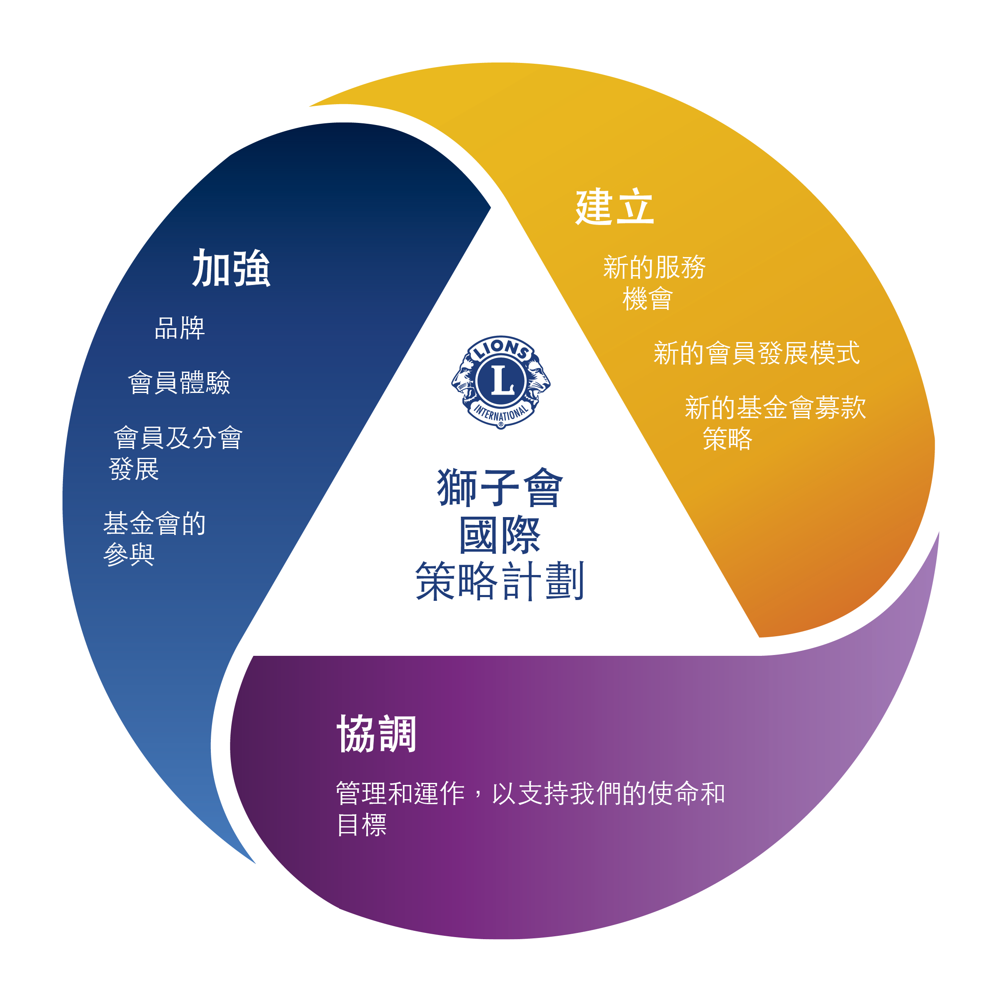 建立
新的服務
機會
新的會員發展模式
新的基金會募款
策略
加強
品牌
會員體驗
會員及分會
發展
基金會的
參與
LIONS
L
INTERNATIONAL
®
獅子會
國際
策略計劃
協調
管理和運作，以支持我們的使命和
目標